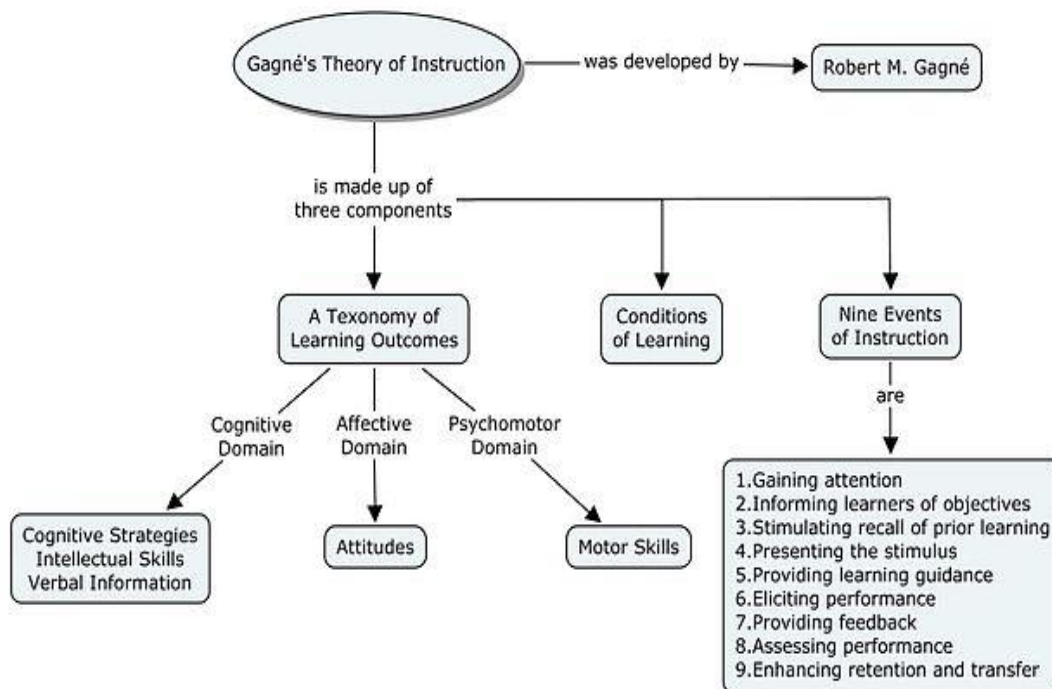 Gagné's Theory of Instruction
was developed by
Robert M. Gagné
is made up of
three components
A Texonomy of
Learning Outcomes
Conditions
of Learning
Nine Events
of Instruction
are
Cognitive
Domain
Affective
Domain
Psychomotor
Domain
Cognitive Strategies
Intellectual Skills
Verbal Information
Attitudes
Motor Skills
1.Gaining attention
2.Informing learners of objectives
3.Stimulating recall of prior learning
4.Presenting the stimulus
5.Providing learning guidance
6.Eliciting performance
7.Providing feedback
8.Assessing performance
9.Enhancing retention and transfer